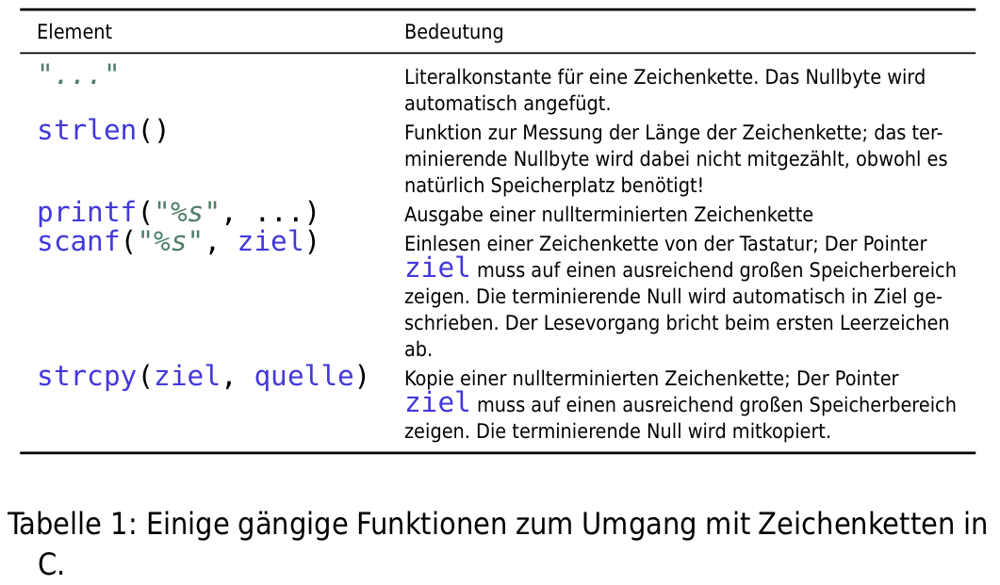 Element Bedeutung
"..." Literalkonstante für eine Zeichenkette. Das Nullbyte wird
automatisch angefügt.
strlen() Funktion zur Messung der Länge der Zeichenkette; das ter-
minierende Nullbyte wird dabei nicht mitgezählt, obwohl es
natürlich Speicherplatz benötigt!
printf("%s", ...) Ausgabe einer nullterminierten Zeichenkette
scanf("%s", ziel) Einlesen einer Zeichenkette von der Tastatur; Der Pointer
ziel muss auf einen ausreichend großen Speicherbereich
zeigen. Die terminierende Null wird automatisch in Ziel ge-
schrieben. Der Lesevorgang bricht beim ersten Leerzeichen
ab.
strcpy(ziel, quelle) Kopie einer nullterminierten Zeichenkette; Der Pointer
ziel muss auf einen ausreichend großen Speicherbereich
zeigen. Die terminierende Null wird mitkopiert.
Tabelle 1: Einige gängige Funktionen zum Umgang mit Zeichenketten in
C.